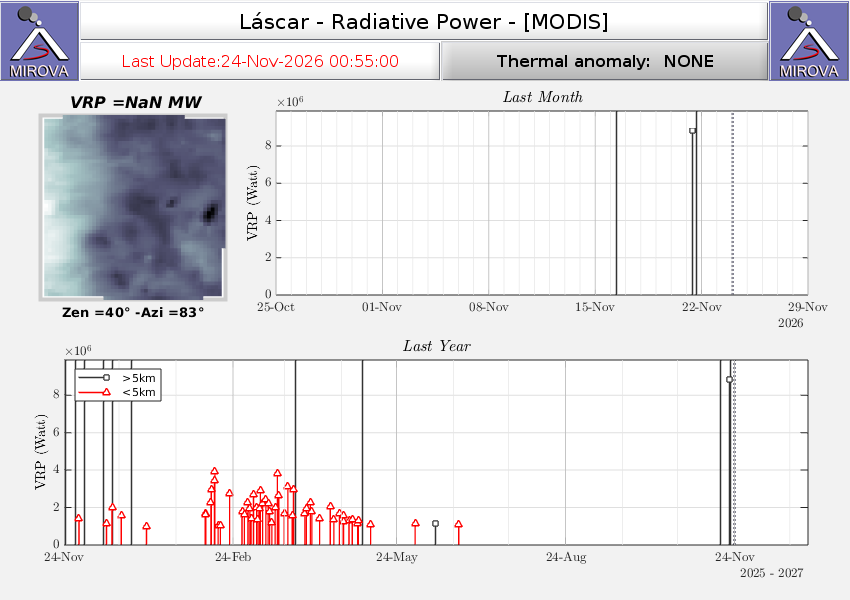 Láscar - Radiative Power - [MODIS]
MIROVA
MIROVA
Last Update:24-Nov-2026 00:55:00
Thermal anomaly: NONE
VRP =NaN MW
Zen =40° -Azi =83°
Last Month
×10⁶
VRP (Watt)
8
6
4
2
0
25-Oct
01-Nov
08-Nov
15-Nov
22-Nov
29-Nov
2026
Last Year
×10⁶
VRP (Watt)
>5km
<5km
8
6
4
2
0
24-Nov
24-Feb
24-May
24-Aug
24-Nov
2025 - 2027